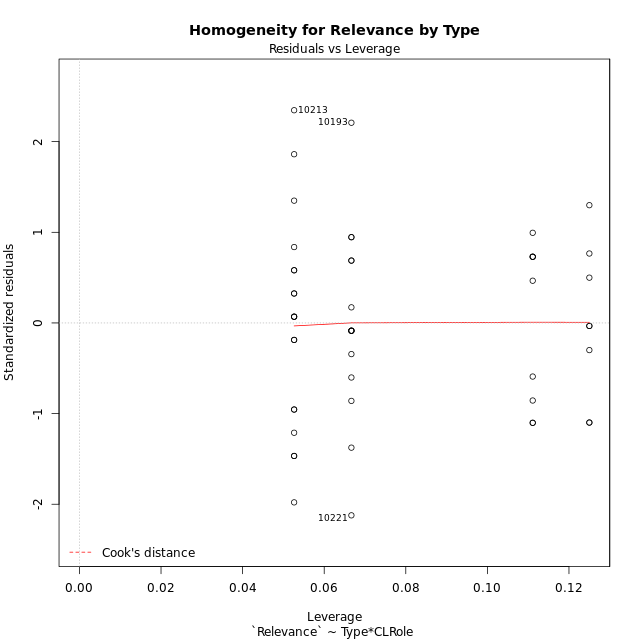 Homogeneity for Relevance by Type
Residuals vs Leverage
10213
10193
10221
2
1
0
-1
-2
Standardized residuals
Cook's distance
0.00 0.02 0.04 0.06 0.08 0.10 0.12
Leverage
`Relevance` ~ Type*CLRole